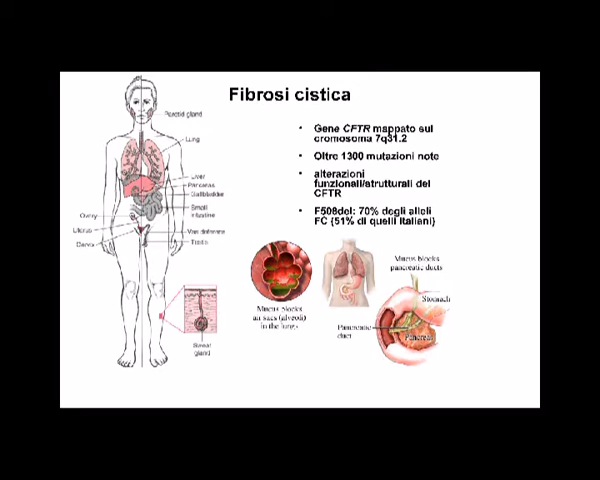 Fibrosi cistica
• Gene CFTR mappato sul
cromosoma 7q31.2
• Oltre 1300 mutazioni note
• alterazioni
funzionali/strutturali del
CFTR
• F508del: 70% degli alleli
FC (51% di quelli italiani)
Parotid gland
Lung
Liver
Pancreas
Gallbladder
Small
intestine
Ovary
Uterus
Cervix
Vas deferens
Testis
Sweat
gland
Mucus blocks
air sacs (alveoli)
in the lungs
Mucus blocks
pancreatic ducts
Stomach
Pancreatic
duct
Pancreas